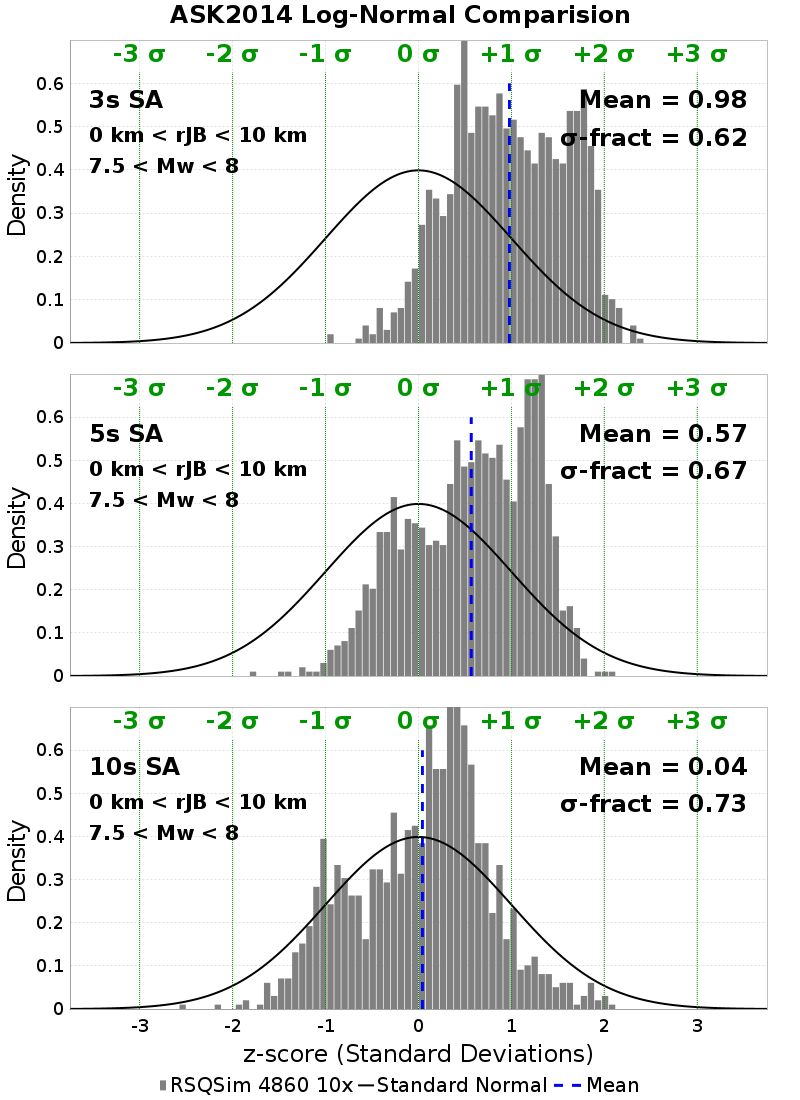 ASK2014 Log-Normal Comparision
-3 σ -2 σ -1 σ 0 σ +1 σ +2 σ +3 σ
3s SA
0 km < rJB < 10 km
7.5 < Mw < 8
Mean = 0.98
σ-fract = 0.62
Density
0.6
0.5
0.4
0.3
0.2
0.1
0
-3 σ -2 σ -1 σ 0 σ +1 σ +2 σ +3 σ
5s SA
0 km < rJB < 10 km
7.5 < Mw < 8
Mean = 0.57
σ-fract = 0.67
Density
0.6
0.5
0.4
0.3
0.2
0.1
0
-3 σ -2 σ -1 σ 0 σ +1 σ +2 σ +3 σ
10s SA
0 km < rJB < 10 km
7.5 < Mw < 8
Mean = 0.04
σ-fract = 0.73
Density
0.6
0.5
0.4
0.3
0.2
0.1
0
-3 -2 -1 0 1 2 3
z-score (Standard Deviations)
RSQSim 4860 10x Standard Normal Mean